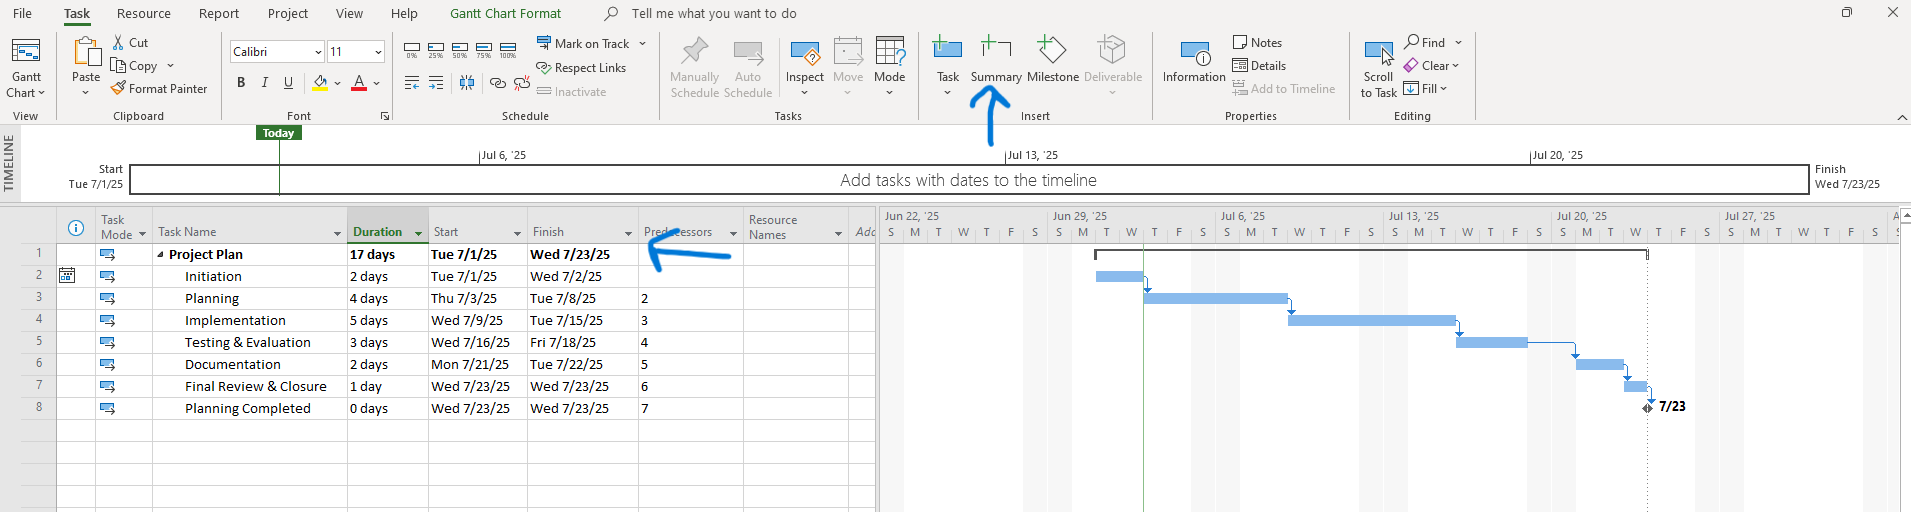 File Task Resource Report Project View Help Gantt Chart Format Tell me what you want to do
Gantt Chart
View
Paste
Cut
Copy
Format Painter
Clipboard
Calibri 11
B I U A
Font
0% 25% 50% 75% 100%
Mark on Track
Respect Links
Inactivate
Schedule
Manually Schedule
Auto Schedule
Inspect
Move
Mode
Tasks
Task
Summary
Milestone
Deliverable
Insert
Information
Notes
Details
Add to Timeline
Properties
Scroll to Task
Find
Clear
Fill
Editing
TIMELINE
Today
Jul 6, '25 Jul 13, '25 Jul 20, '25
Start
Tue 7/1/25
Add tasks with dates to the timeline
Finish
Wed 7/23/25
Task Mode Task Name Duration Start Finish Predecessors Resource Names Add
1 Project Plan 17 days Tue 7/1/25 Wed 7/23/25
2 Initiation 2 days Tue 7/1/25 Wed 7/2/25
3 Planning 4 days Thu 7/3/25 Tue 7/8/25 2
4 Implementation 5 days Wed 7/9/25 Tue 7/15/25 3
5 Testing & Evaluation 3 days Wed 7/16/25 Fri 7/18/25 4
6 Documentation 2 days Mon 7/21/25 Tue 7/22/25 5
7 Final Review & Closure 1 day Wed 7/23/25 Wed 7/23/25 6
8 Planning Completed 0 days Wed 7/23/25 Wed 7/23/25 7
Jun 22, '25 Jun 29, '25 Jul 6, '25 Jul 13, '25 Jul 20, '25 Jul 27, '25 A
S M T W T F S S M T W T F S S M T W T F S S M T W T F S S M T W T F S S M T W T F S S
7/23